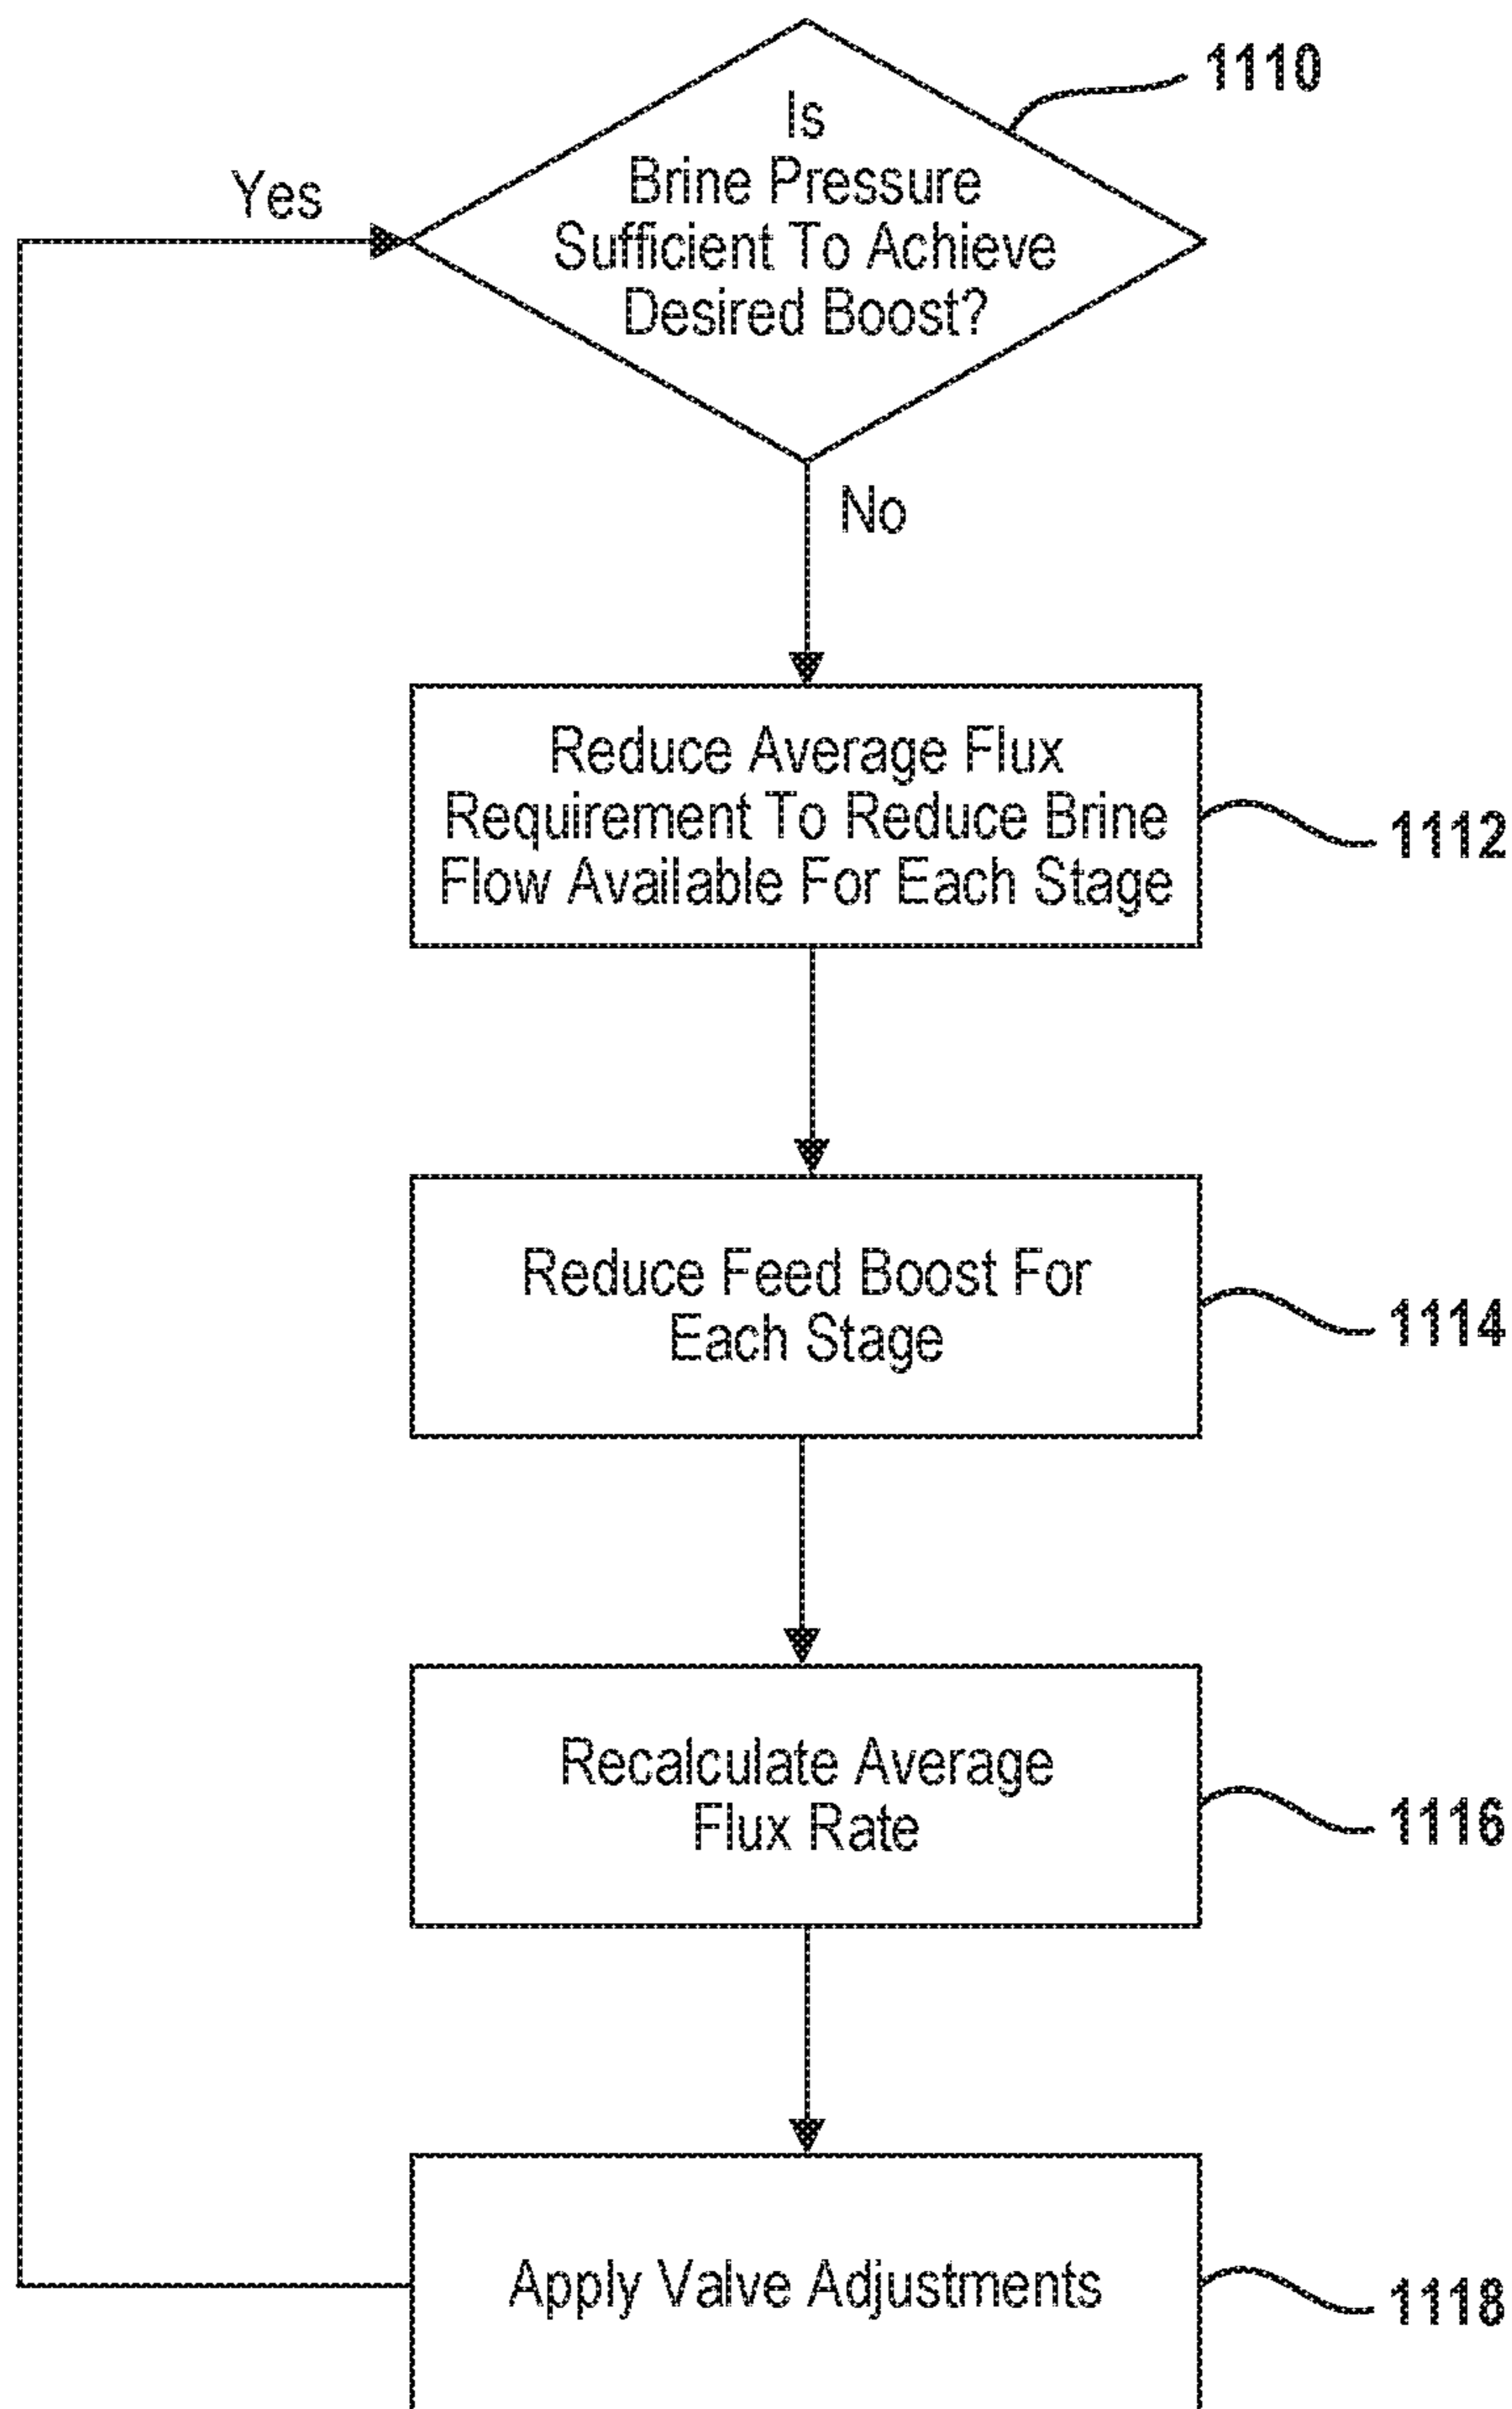 1110
Is
Brine Pressure
Sufficient To Achieve
Desired Boost?
Yes
No
Reduce Average Flux
Requirement To Reduce Brine
Flow Available For Each Stage
1112
Reduce Feed Boost For
Each Stage
1114
Recalculate Average
Flux Rate
1116
Apply Valve Adjustments
1118